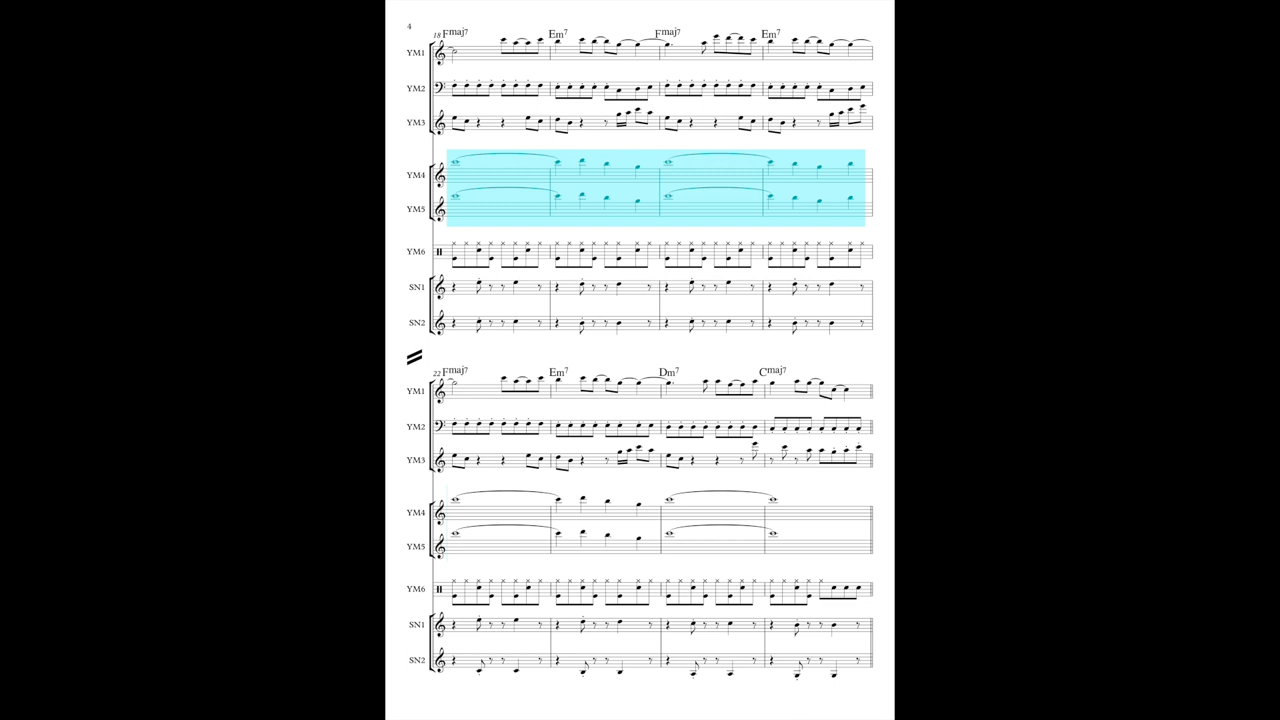 4
18 Fmaj7 Em7 Fmaj7 Em7
YM1
YM2
YM3
YM4
YM5
YM6
SN1
SN2
22 Fmaj7 Em7 Dm7 Cmaj7
YM1
YM2
YM3
YM4
YM5
YM6
SN1
SN2